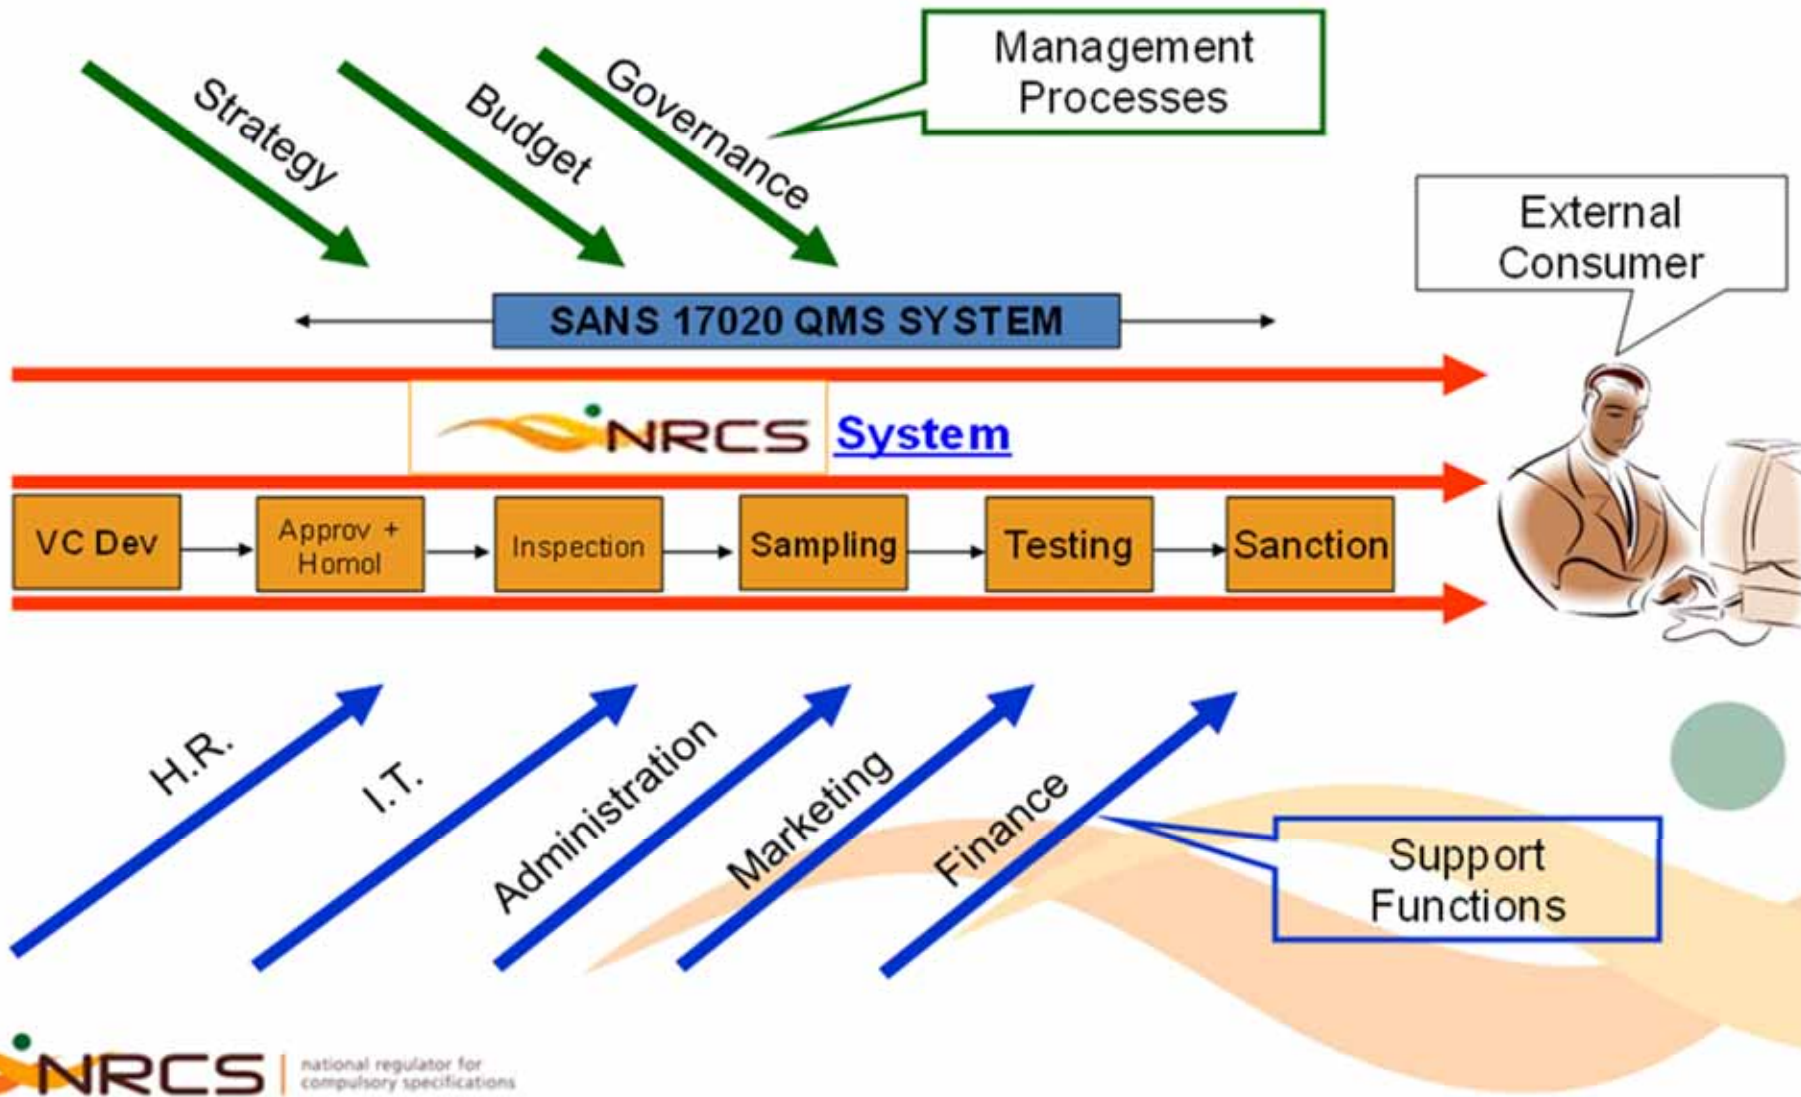 Strategy
Budget
Governance
Management
Processes
External
Consumer
SANS 17020 QMS SYSTEM
NRCS System
VC Dev
Approv +
Homol
Inspection
Sampling
Testing
Sanction
H.R.
I.T.
Administration
Marketing
Finance
Support
Functions
NRCS
national regulator for
compulsory specifications